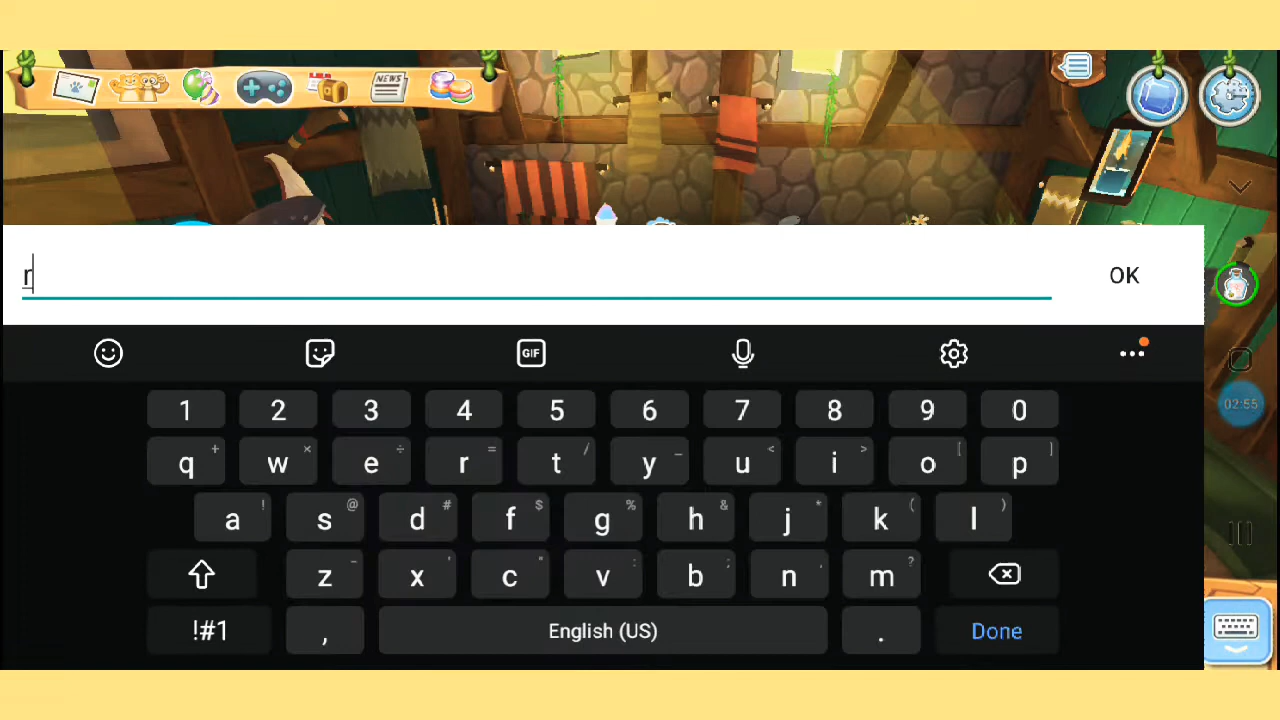 NEWS
r
OK
GIF
1 2 3 4 5 6 7 8 9 0
02:55
q + w × e ÷ r = t / y _ u < i > o [ p ]
a ! s @ d # f $ g % h & j * k ( l )
z - x ' c " v : b ; n , m ?
!#1 , English (US) . Done